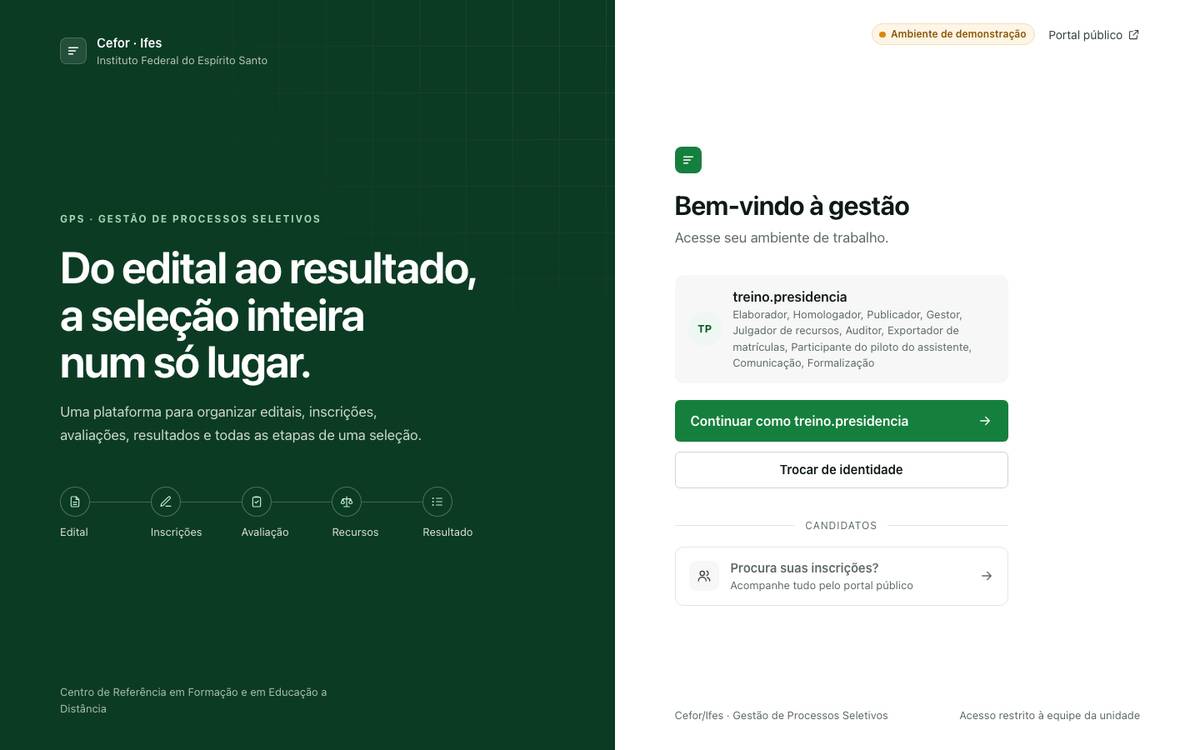 Cefor · Ifes
Instituto Federal do Espírito Santo
GPS · GESTÃO DE PROCESSOS SELETIVOS
Do edital ao resultado,
a seleção inteira
num só lugar.
Uma plataforma para organizar editais, inscrições,
avaliações, resultados e todas as etapas de uma seleção.
Edital
Inscrições
Avaliação
Recursos
Resultado
Centro de Referência em Formação e em Educação a
Distância
Ambiente de demonstração
Portal público
Bem-vindo à gestão
Acesse seu ambiente de trabalho.
TP
treino.presidencia
Elaborador, Homologador, Publicador, Gestor,
Julgador de recursos, Auditor, Exportador de
matrículas, Participante do piloto do assistente,
Comunicação, Formalização
Continuar como treino.presidencia
Trocar de identidade
CANDIDATOS
Procura suas inscrições?
Acompanhe tudo pelo portal público
Cefor/Ifes · Gestão de Processos Seletivos
Acesso restrito à equipe da unidade